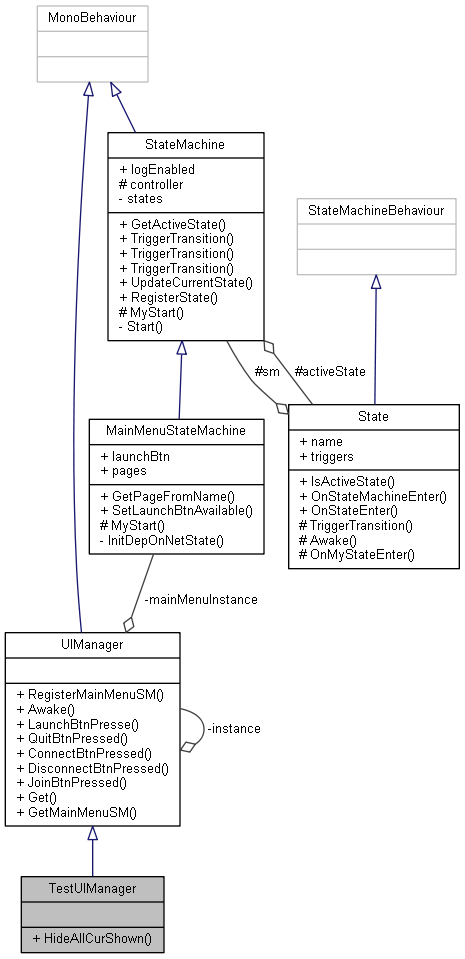 MonoBehaviour
StateMachine
+ logEnabled
# controller
- states
+ GetActiveState()
+ TriggerTransition()
+ TriggerTransition()
+ TriggerTransition()
+ UpdateCurrentState()
+ RegisterState()
# MyStart()
- Start()
StateMachineBehaviour
#sm
#activeState
State
+ name
+ triggers
+ IsActiveState()
+ OnStateMachineEnter()
+ OnStateEnter()
# TriggerTransition()
# Awake()
# OnMyStateEnter()
MainMenuStateMachine
+ launchBtn
+ pages
+ GetPageFromName()
+ SetLaunchBtnAvailable()
# MyStart()
- InitDepOnNetState()
-mainMenuInstance
UIManager
+ RegisterMainMenuSM()
+ Awake()
+ LaunchBtnPresse()
+ QuitBtnPressed()
+ ConnectBtnPressed()
+ DisconnectBtnPressed()
+ JoinBtnPressed()
+ Get()
+ GetMainMenuSM()
-instance
TestUIManager
+ HideAllCurShown()